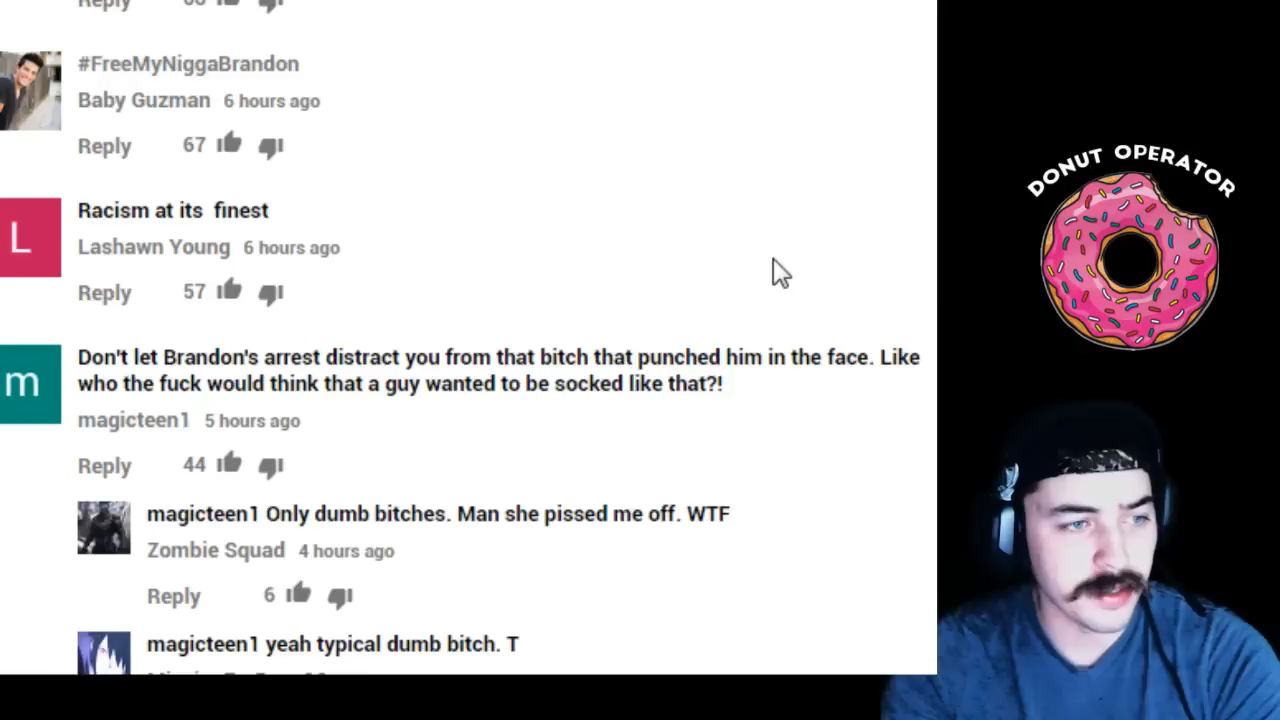 Reply 66
#FreeMyNiggaBrandon
Baby Guzman 6 hours ago
Reply 67
L
Racism at its finest
Lashawn Young 6 hours ago
Reply 57
m
Don't let Brandon's arrest distract you from that bitch that punched him in the face. Like
who the fuck would think that a guy wanted to be socked like that?!
magicteen1 5 hours ago
Reply 44
magicteen1 Only dumb bitches. Man she pissed me off. WTF
Zombie Squad 4 hours ago
Reply 6
magicteen1 yeah typical dumb bitch. T
DONUT OPERATOR